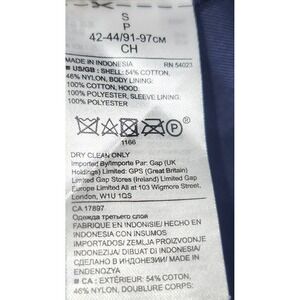 S
P
42-44/91-97CM
CH
MADE IN INDONESIA RN 54023
■ US/GB : SHELL: 54% COTTON,
46% NYLON, BODY LINING:
100% COTTON, HOOD
100% POLYESTER, SLEEVE LINING:
100% POLYESTER
P
1166
DRY CLEAN ONLY
Imported By/Importe Par: Gap (UK
Holdings) Limited: GPS (Great Britain)
Limited Gap Stores (Ireland) Limited Gap
Europe Limited All at 103 Wigmore Street,
London, W1U 1QS
CA 17897
Одежда третьего слоя
FABRIQUE EN INDONESIE/ HECHO EN
INDONESIA CON INSUMOS
IMPORTADOS/ ZEMLJA PROIZVODNJE
INDONEZIJA/ DIBUAT DI INDONESIA/
СДЕЛАНО В ИНДОНЕЗИИ/ MADE IN
ENDENOZYA
■ CA : EXTÉRIEUR: 54% COTON,
46% NYLON, DOUBLURE CORPS: